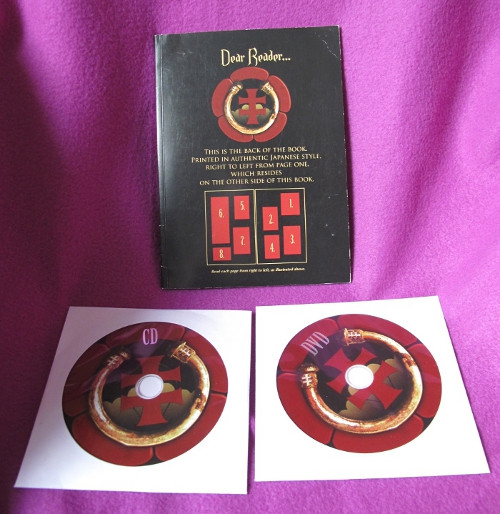 Dear Reader...
THIS IS THE BACK OF THE BOOK.
PRINTED IN AUTHENTIC JAPANESE STYLE,
RIGHT TO LEFT FROM PAGE ONE,
WHICH RESIDES
ON THE OTHER SIDE OF THIS BOOK.
6. 5. 2. 1.
8. 7. 4. 3.
Read each page from right to left, as illustrated above.
CD
DVD